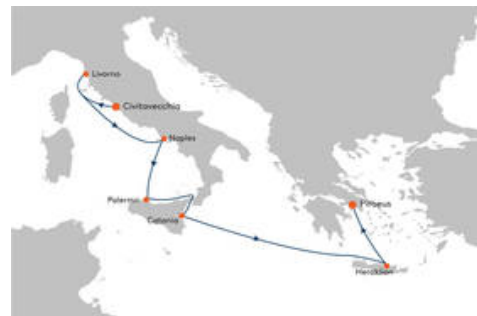 Livorno
Civitavecchia
Naples
Palermo
Catania
Piraeus
Heraklion